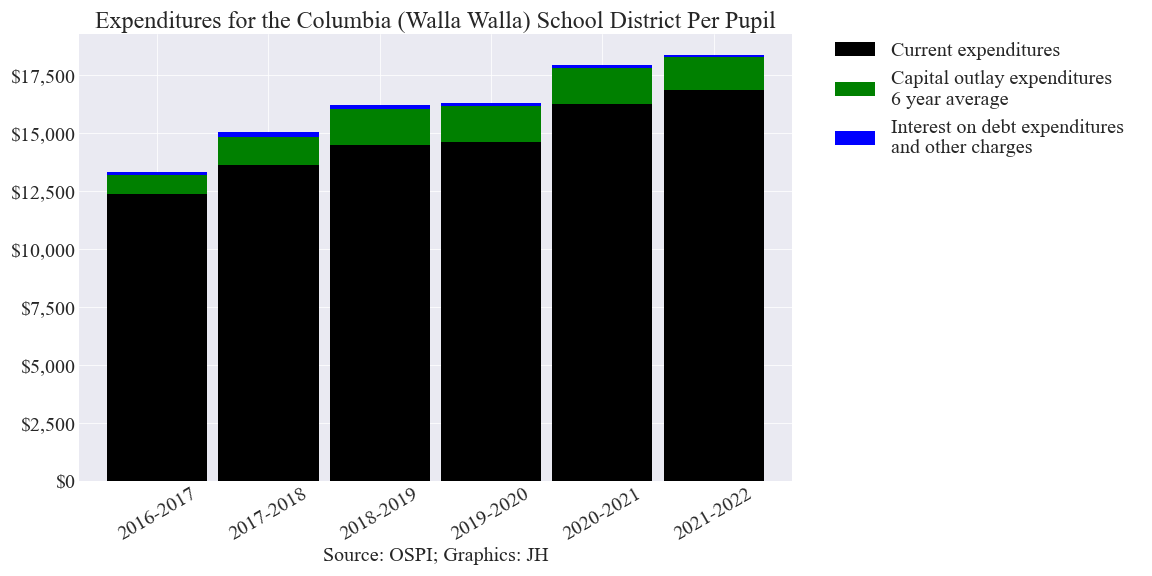 Expenditures for the Columbia (Walla Walla) School District Per Pupil
Current expenditures
Capital outlay expenditures
6 year average
Interest on debt expenditures
and other charges
$17,500
$15,000
$12,500
$10,000
$7,500
$5,000
$2,500
$0
2016-2017
2017-2018
2018-2019
2019-2020
2020-2021
2021-2022
Source: OSPI; Graphics: JH